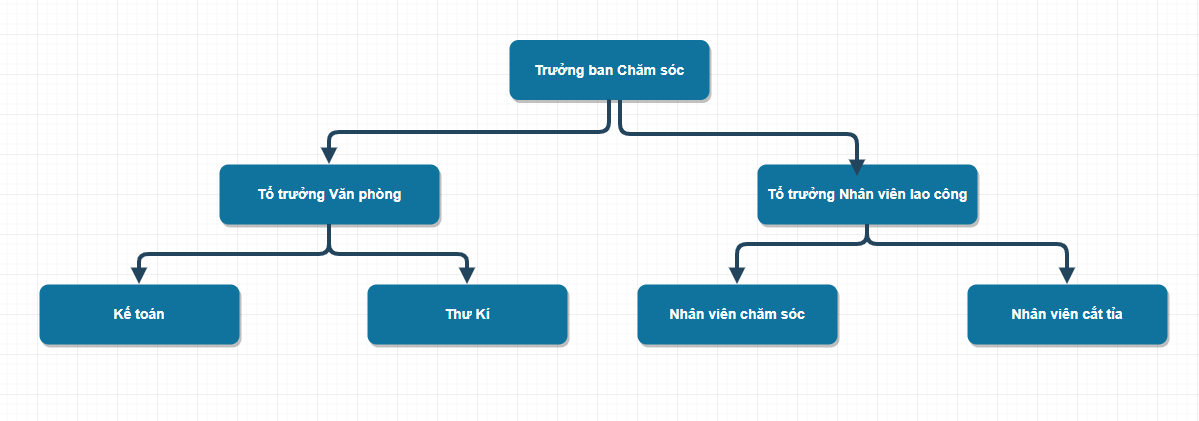 Trưởng ban Chăm sóc
Tổ trưởng Văn phòng
Tổ trưởng Nhân viên lao công
Kế toán
Thư Kí
Nhân viên chăm sóc
Nhân viên cắt tỉa